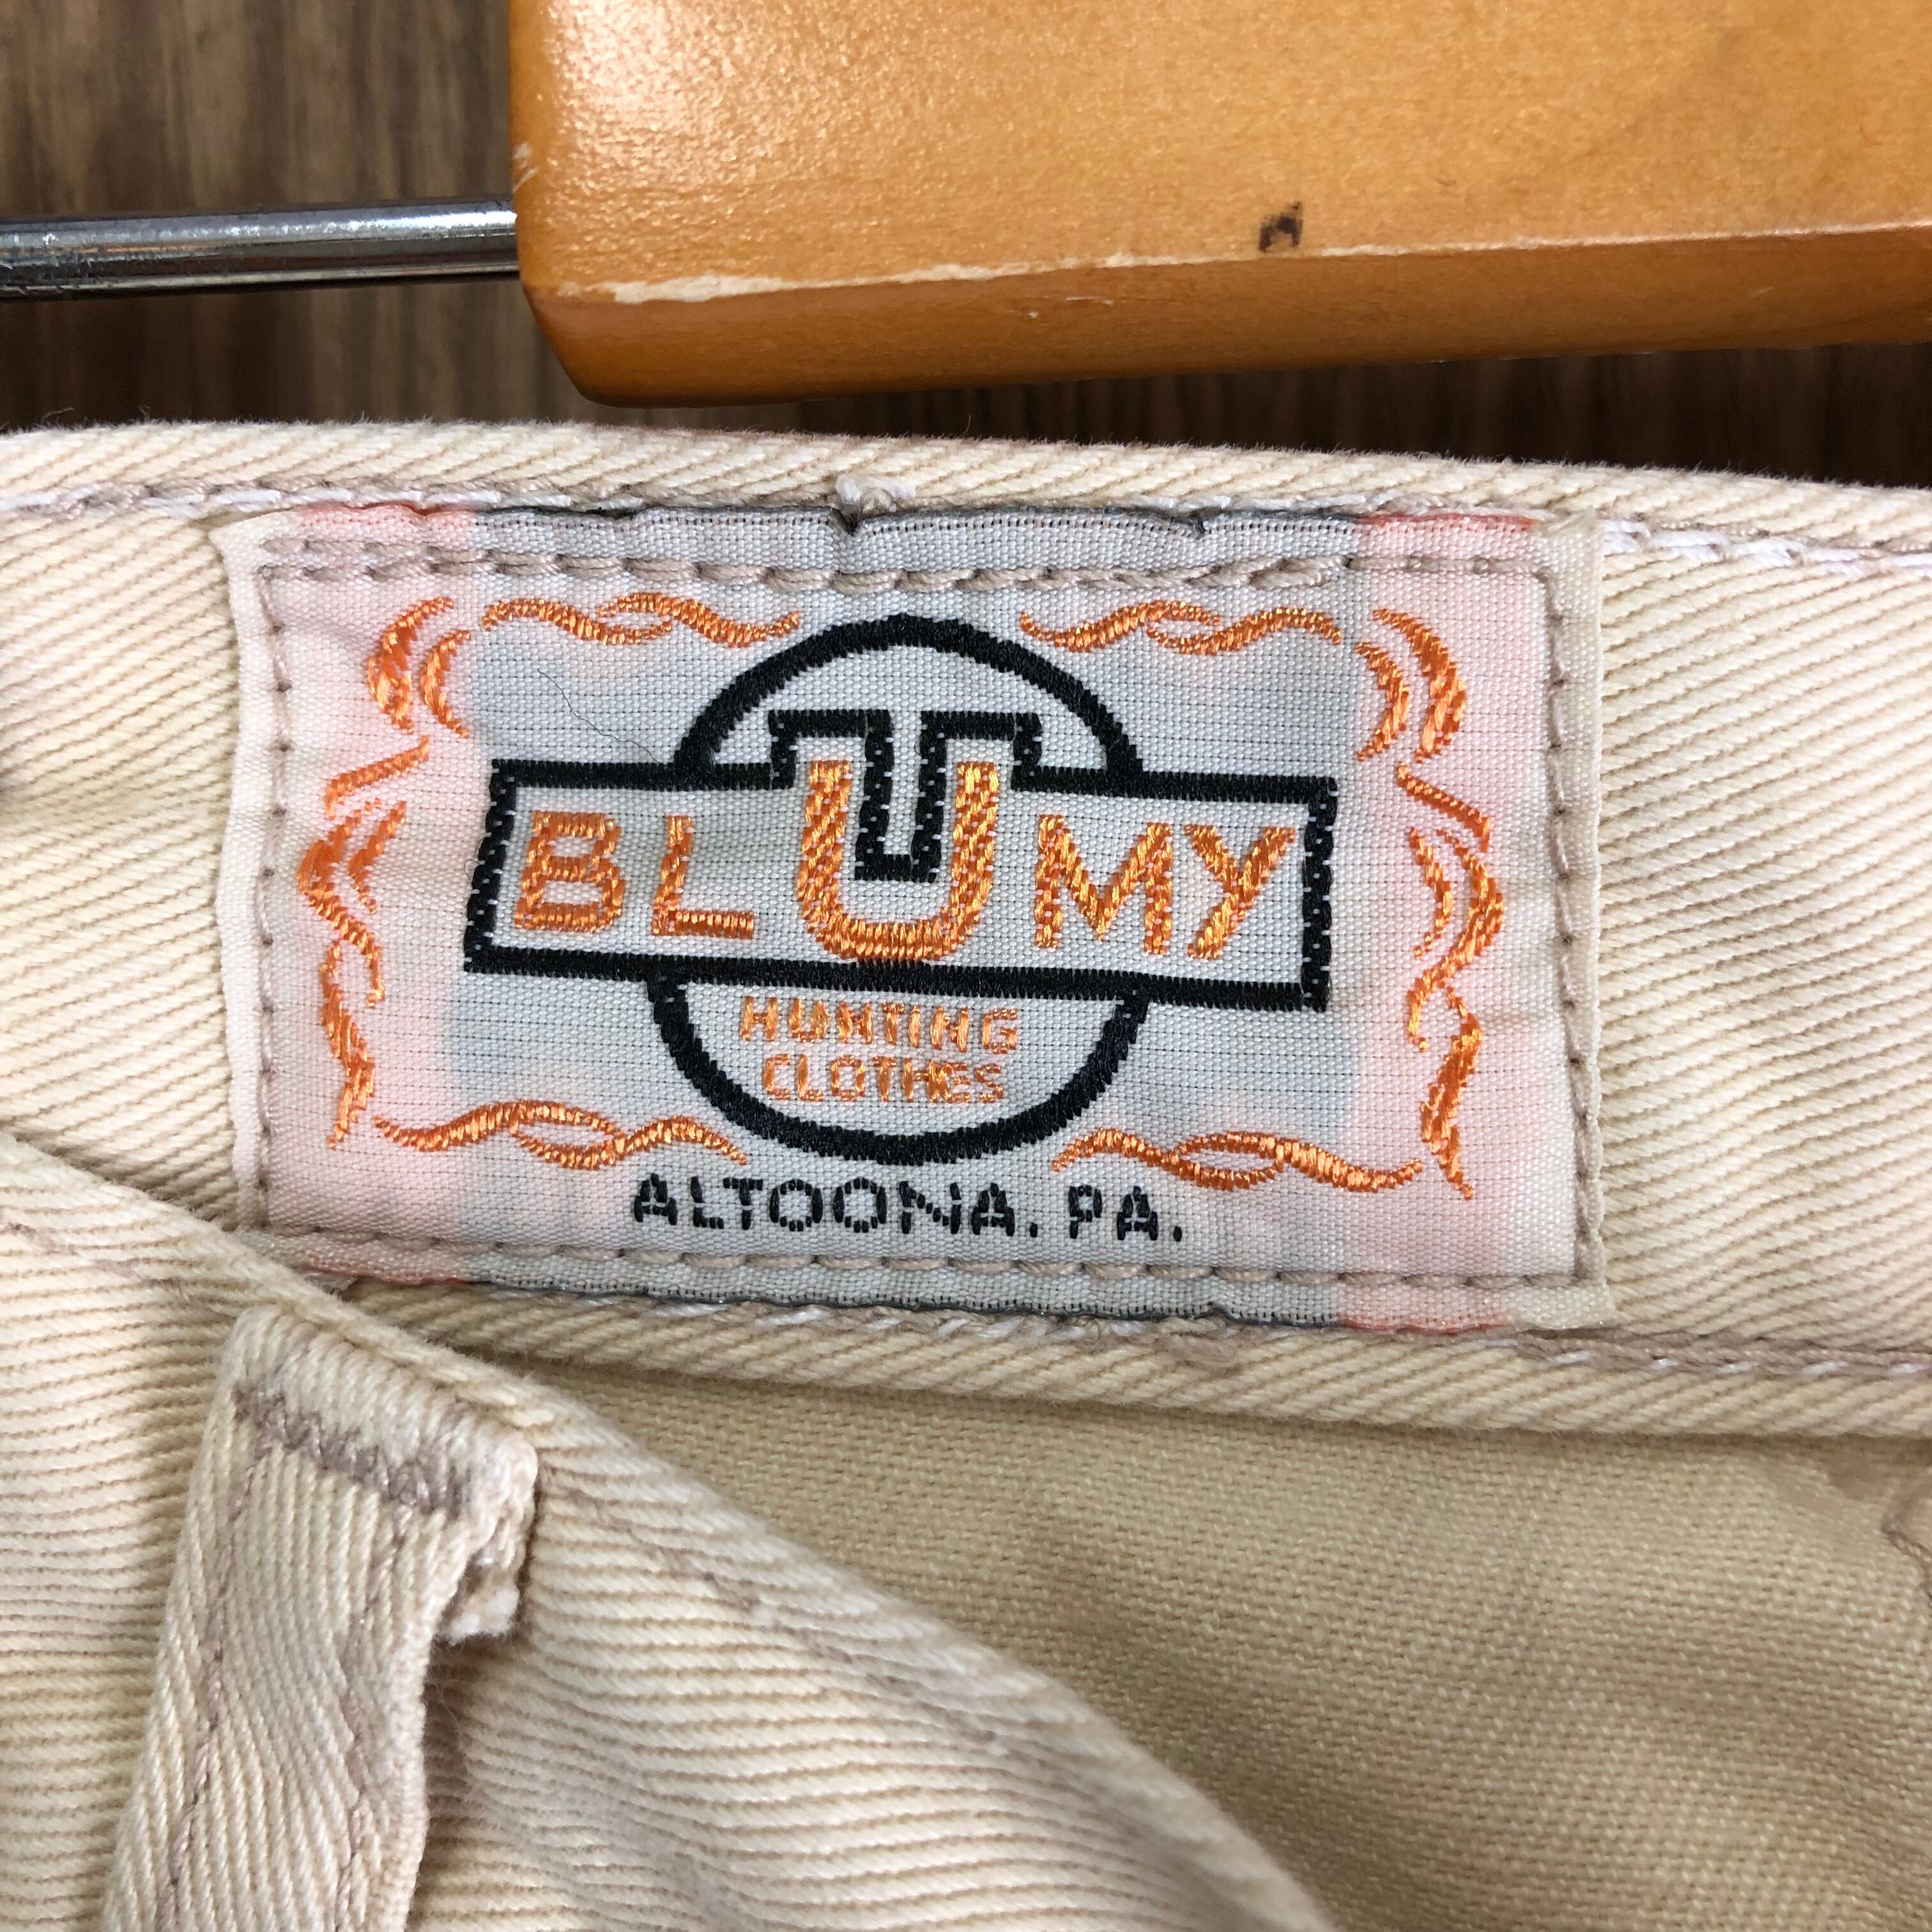 BLUMY
HUNTING
CLOTHES
ALTOONA. PA.